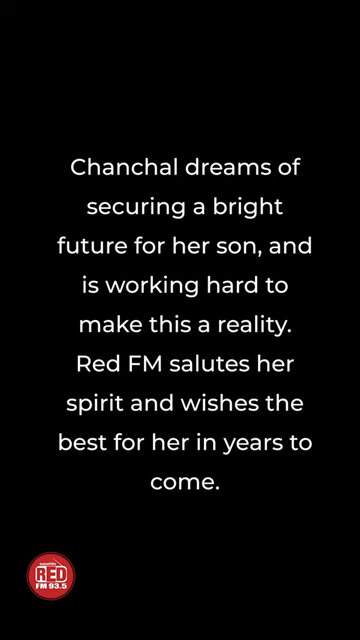 Chanchal dreams of
securing a bright
future for her son, and
is working hard to
make this a reality.
Red FM salutes her
spirit and wishes the
best for her in years to
come.
RED
FM 93.5